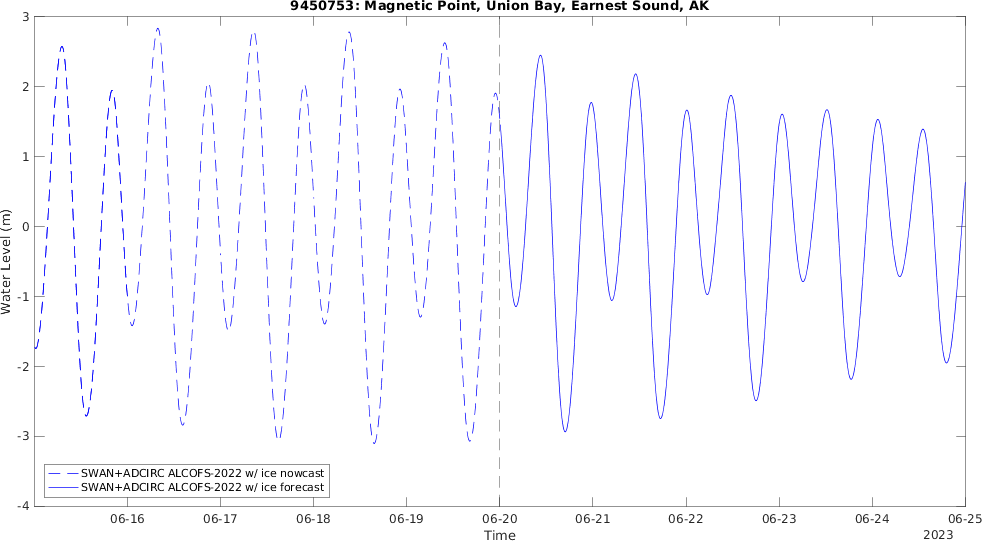 9450753: Magnetic Point, Union Bay, Earnest Sound, AK
3
2
1
0
-1
-2
-3
-4
Water Level (m)
SWAN+ADCIRC ALCOFS-2022 w/ ice nowcast
SWAN+ADCIRC ALCOFS-2022 w/ ice forecast
06-16 06-17 06-18 06-19 06-20 06-21 06-22 06-23 06-24 06-25
Time
2023